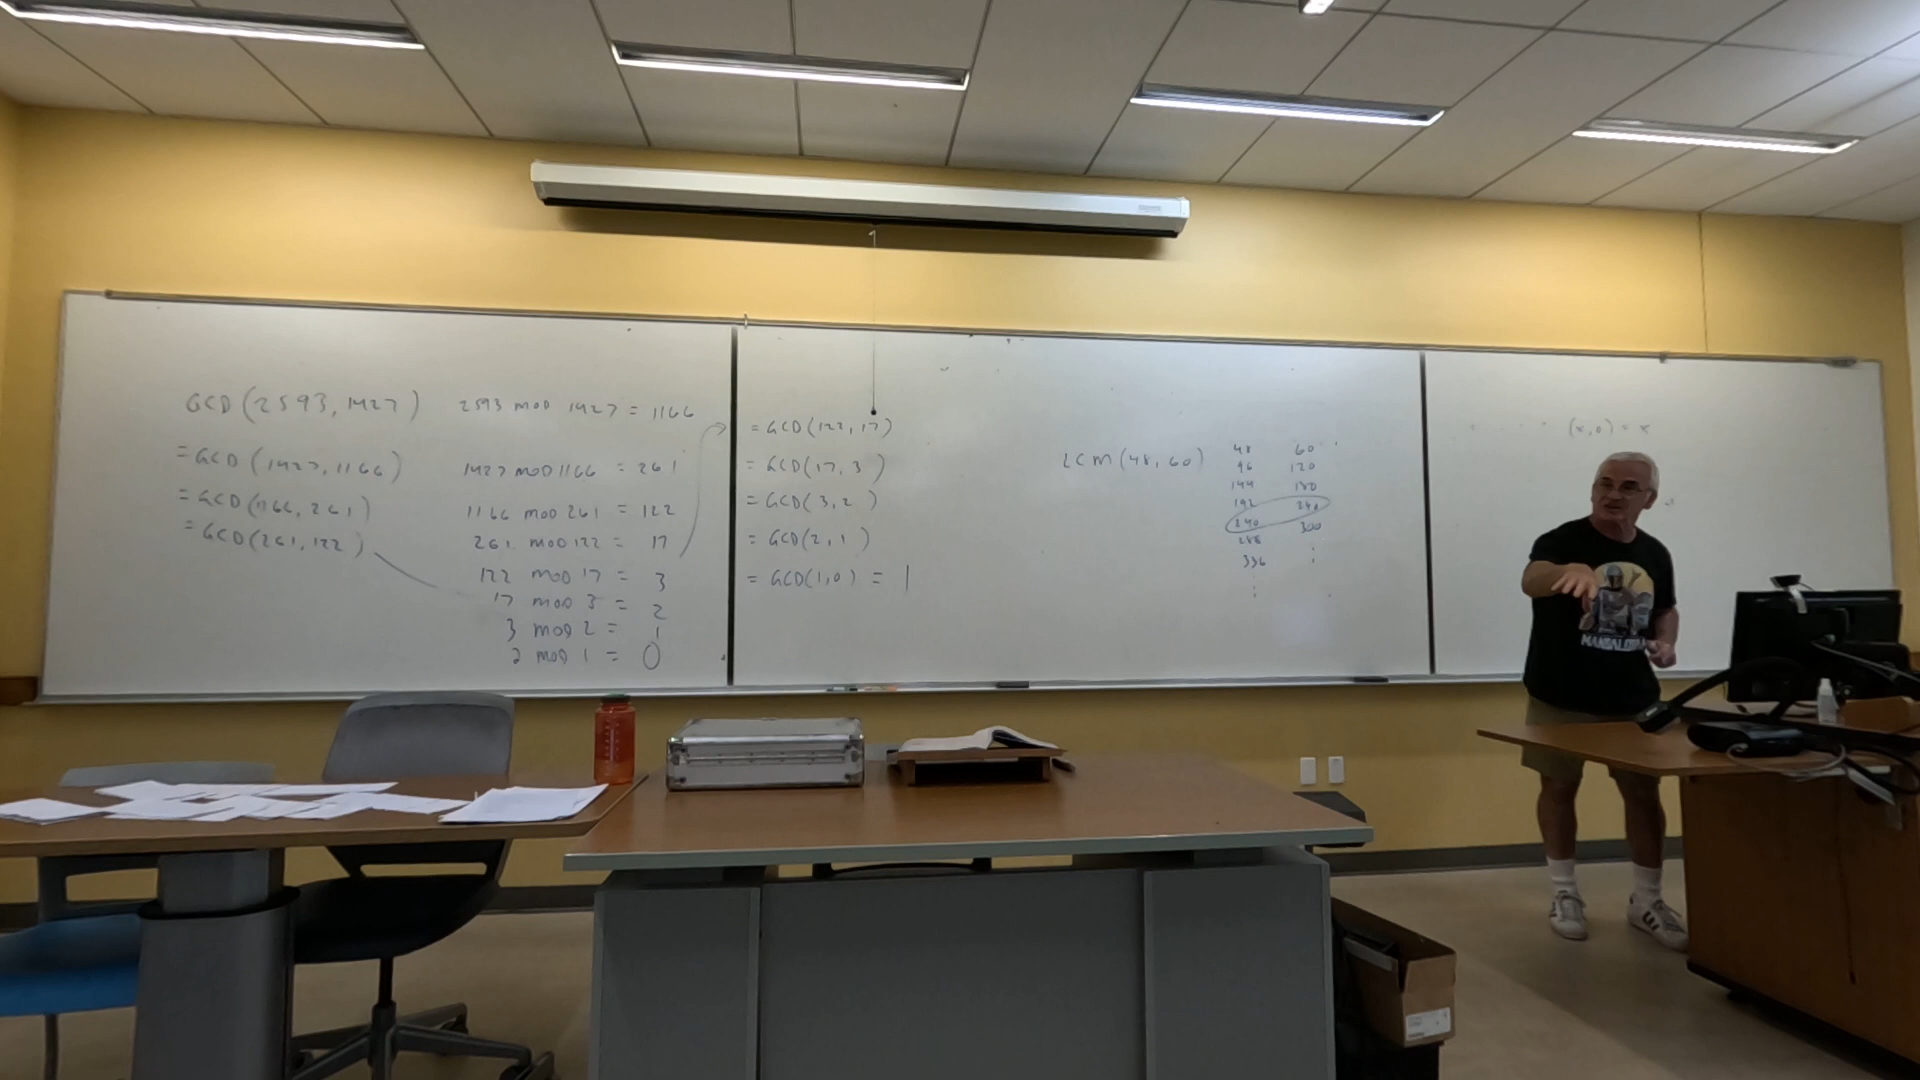 GCD(2593, 1427) 2593 MOD 1427 = 1166
= GCD(1427, 1166) 1427 MOD 1166 = 261
= GCD(1166, 261) 1166 MOD 261 = 122
= GCD(261, 122) 261 MOD 122 = 17
122 MOD 17 = 3
17 MOD 3 = 2
3 MOD 2 = 1
2 MOD 1 = 0
= GCD(122, 17)
= GCD(17, 3)
= GCD(3, 2)
= GCD(2, 1)
= GCD(1, 0) = 1
LCM(48, 60)
48 60
96 120
144 180
192 240
240 300
288 ⋮
336
⋮
(x, 0) = x
MANDALORIAN